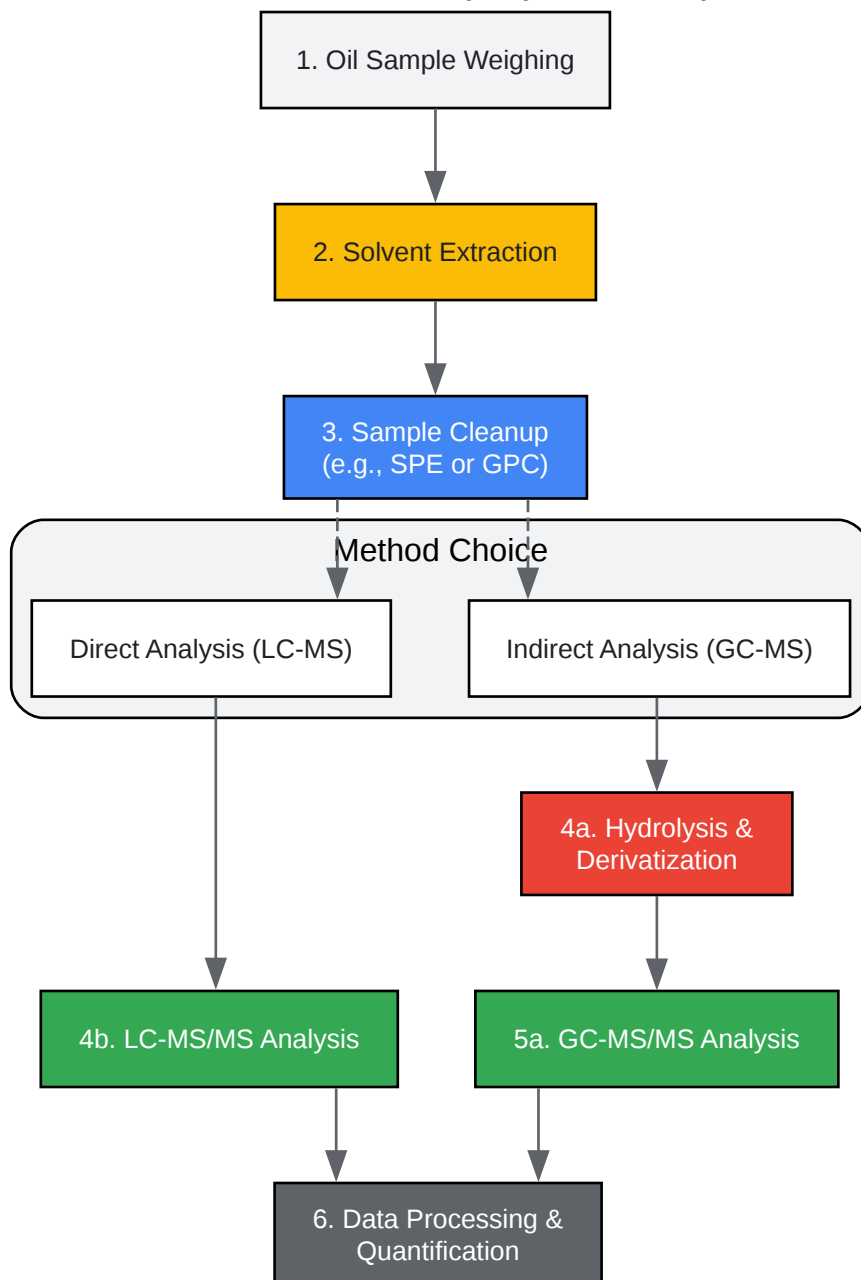 1. Oil Sample Weighing
2. Solvent Extraction
3. Sample Cleanup
(e.g., SPE or GPC)
Method Choice
Direct Analysis (LC-MS)
Indirect Analysis (GC-MS)
4a. Hydrolysis &
Derivatization
4b. LC-MS/MS Analysis
5a. GC-MS/MS Analysis
6. Data Processing &
Quantification